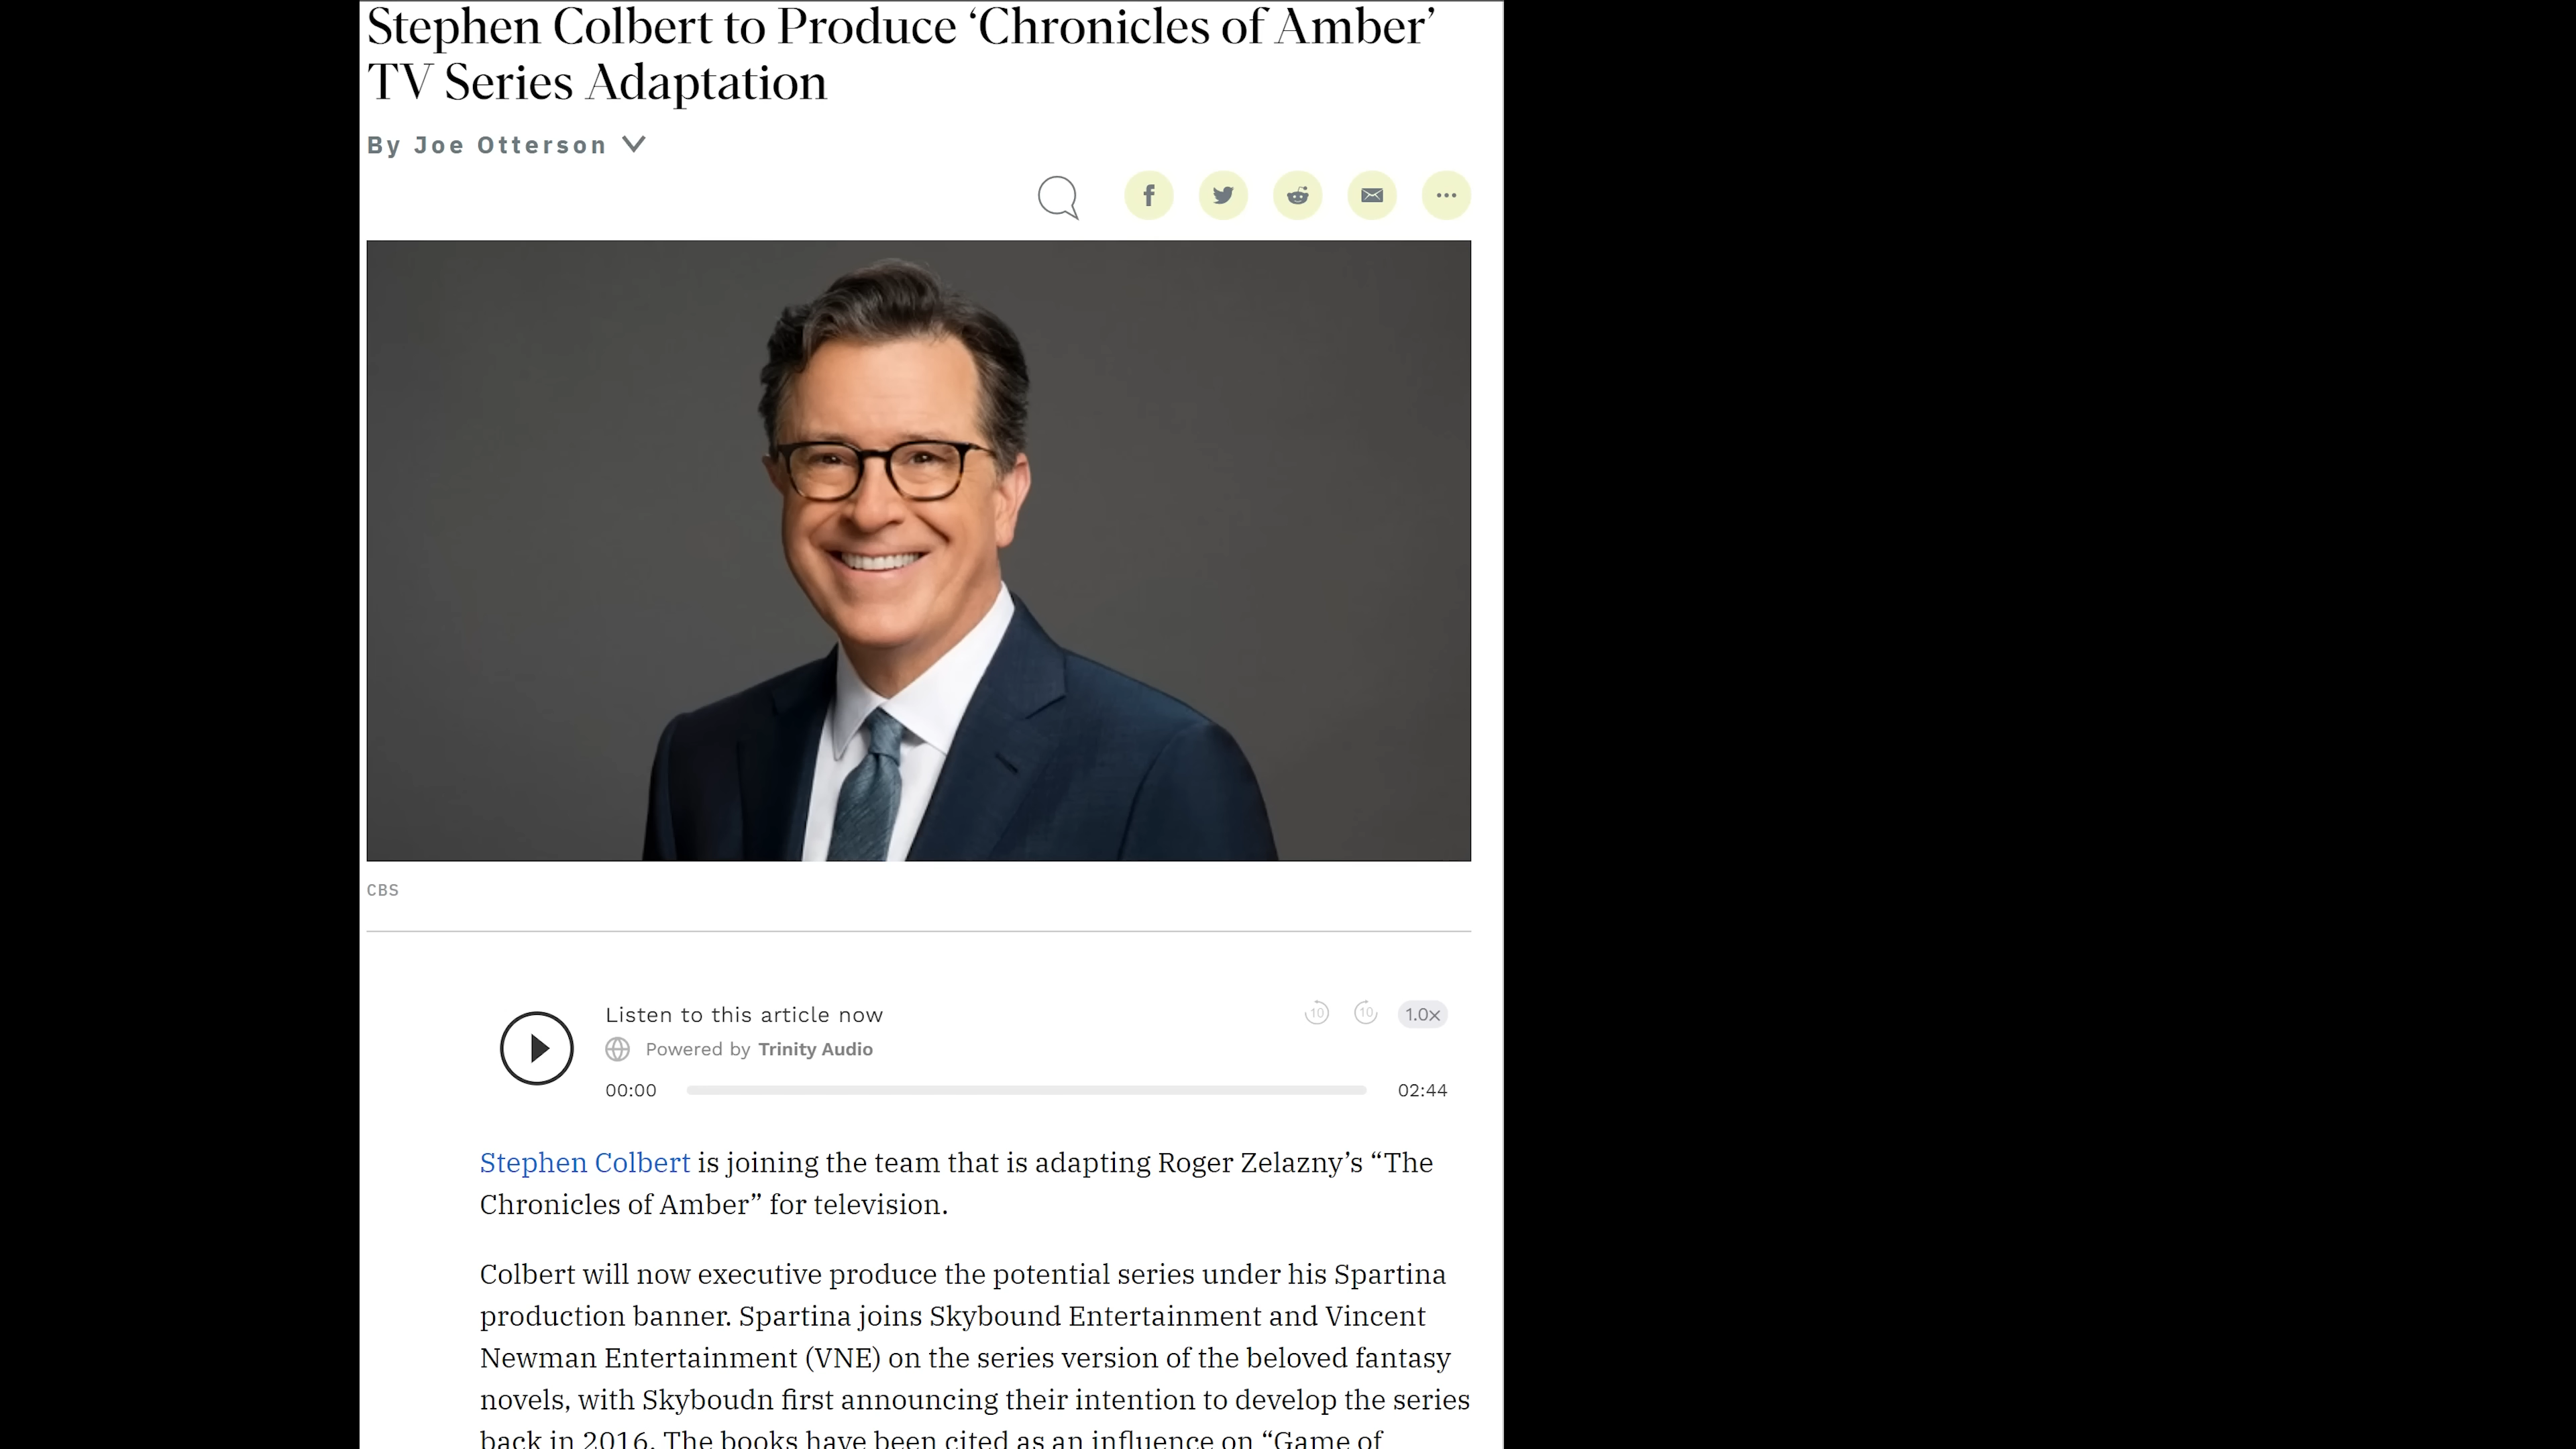 Stephen Colbert to Produce ‘Chronicles of Amber’
TV Series Adaptation
By Joe Otterson
CBS
Listen to this article now
10 10 1.0x
Powered by Trinity Audio
00:00 02:44
Stephen Colbert is joining the team that is adapting Roger Zelazny’s “The
Chronicles of Amber” for television.
Colbert will now executive produce the potential series under his Spartina
production banner. Spartina joins Skybound Entertainment and Vincent
Newman Entertainment (VNE) on the series version of the beloved fantasy
novels, with Skyboudn first announcing their intention to develop the series
back in 2016. The books have been cited as an influence on “Game of